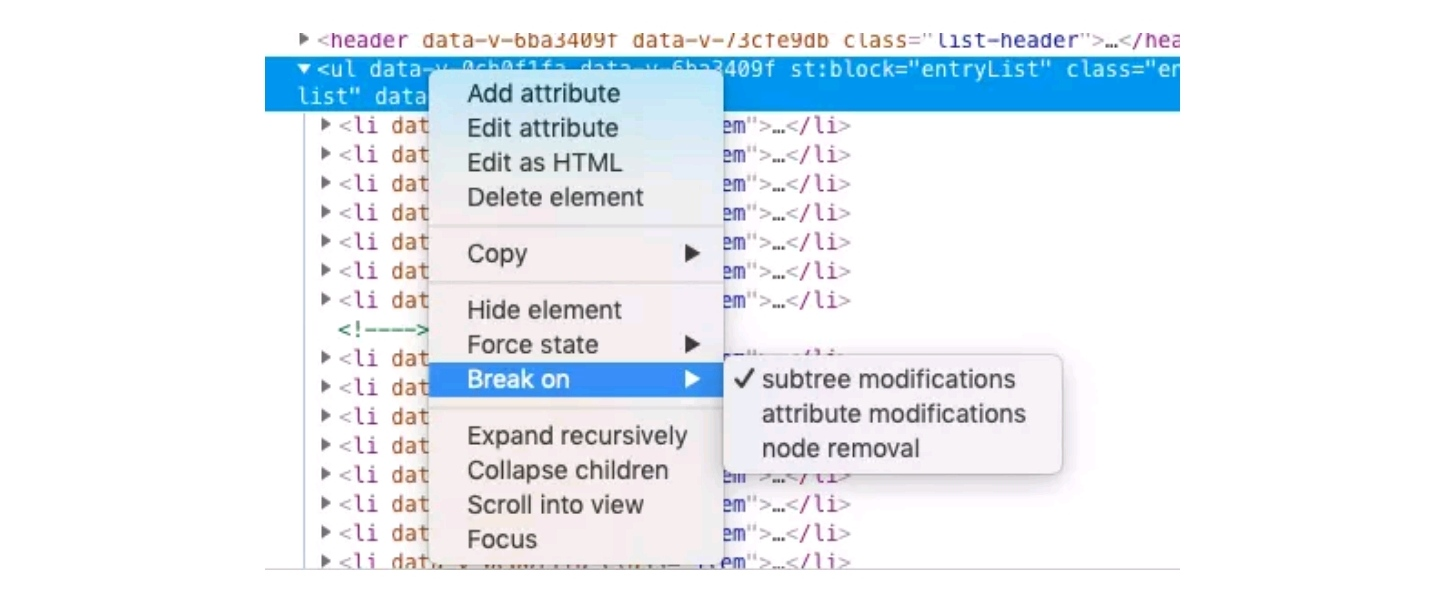 <header data-v-6ba3409f data-v-73cfe9db class="list-header">…</hea
▼<ul data-v-0cb0f1fa data-v-6ba3409f st:block="entryList" class="en
list" data
Add attribute
▶<li dat em">…</li>
Edit attribute
▶<li dat em">…</li>
Edit as HTML
▶<li dat em">…</li>
Delete element
▶<li dat em">…</li>
▶<li dat em">…</li>
Copy ▶
▶<li dat em">…</li>
▶<li dat em">…</li>
Hide element
<!---->
Force state ▶
▶<li dat
Break on ▶
✓ subtree modifications
▶<li dat
attribute modifications
▶<li dat
node removal
▶<li dat
Expand recursively
▶<li dat
Collapse children
▶<li dat em">…</li>
Scroll into view
▶<li dat em">…</li>
Focus
▶<li dat em">…</li>